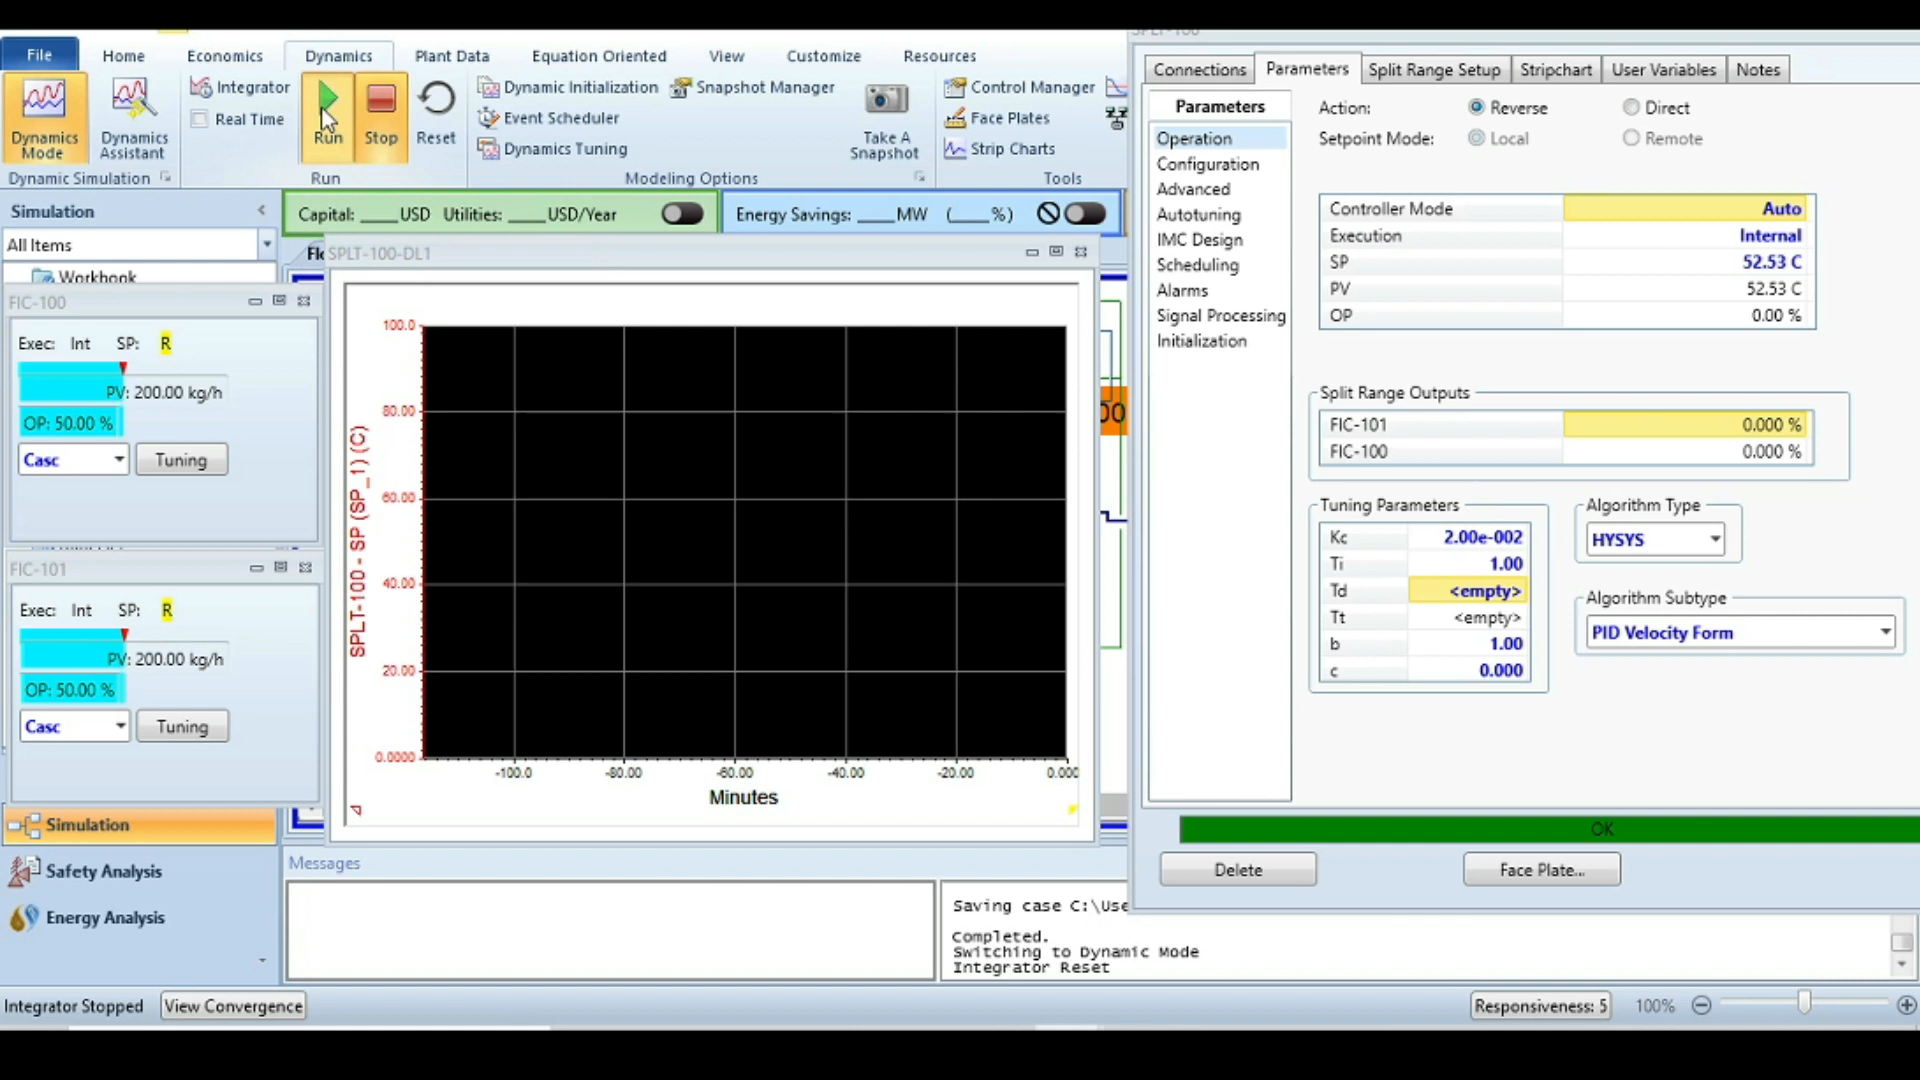 File Home Economics Dynamics Plant Data Equation Oriented View Customize Resources
Dynamics Mode
Dynamics Assistant
Dynamic Simulation
Integrator
Real Time
Run
Stop
Reset
Run
Dynamic Initialization
Event Scheduler
Dynamics Tuning
Snapshot Manager
Take A Snapshot
Modeling Options
Control Manager
Face Plates
Strip Charts
Tools
Simulation
All Items
Workbook
Capital: ____USD Utilities: ____USD/Year
Energy Savings: ____MW (____%)
FIC-100
Exec: Int SP: R
PV: 200.00 kg/h
OP: 50.00 %
Casc
Tuning
FIC-101
Exec: Int SP: R
PV: 200.00 kg/h
OP: 50.00 %
Casc
Tuning
Simulation
Safety Analysis
Energy Analysis
SPLT-100-DL1
SPLT-100 - SP (SP_1) (C)
100.0
80.00
60.00
40.00
20.00
0.0000
-100.0 -80.00 -60.00 -40.00 -20.00 0.000
Minutes
Messages
Saving case C:\Use
Completed.
Switching to Dynamic Mode
Integrator Reset
Connections Parameters Split Range Setup Stripchart User Variables Notes
Parameters
Operation
Configuration
Advanced
Autotuning
IMC Design
Scheduling
Alarms
Signal Processing
Initialization
Action: Reverse Direct
Setpoint Mode: Local Remote
Controller Mode Auto
Execution Internal
SP 52.53 C
PV 52.53 C
OP 0.00 %
Split Range Outputs
FIC-101 0.000 %
FIC-100 0.000 %
Tuning Parameters
Kc 2.00e-002
Ti 1.00
Td <empty>
Tt <empty>
b 1.00
c 0.000
Algorithm Type
HYSYS
Algorithm Subtype
PID Velocity Form
OK
Delete
Face Plate...
Integrator Stopped
View Convergence
Responsiveness: 5
100%